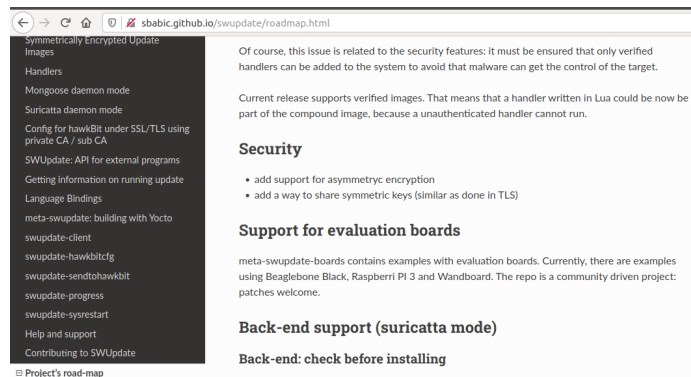 sbabic.github.io/swupdate/roadmap.html
Symmetrically Encrypted Update
Images
Handlers
Mongoose daemon mode
Suricatta daemon mode
Config for hawkBit under SSL/TLS using
private CA / sub CA
SWUpdate: API for external programs
Getting information on running update
Language Bindings
meta-swupdate: building with Yocto
swupdate-client
swupdate-hawkbitcfg
swupdate-sendtohawkbit
swupdate-progress
swupdate-sysrestart
Help and support
Contributing to SWUpdate
Project's road-map
Of course, this issue is related to the security features: it must be ensured that only verified
handlers can be added to the system to avoid that malware can get the control of the target.
Current release supports verified images. That means that a handler written in Lua could be now be
part of the compound image, because a unauthenticated handler cannot run.
Security
• add support for asymmetryc encryption
• add a way to share symmetric keys (similar as done in TLS)
Support for evaluation boards
meta-swupdate-boards contains examples with evaluation boards. Currently, there are examples
using Beaglebone Black, Raspberri PI 3 and Wandboard. The repo is a community driven project:
patches welcome.
Back-end support (suricatta mode)
Back-end: check before installing